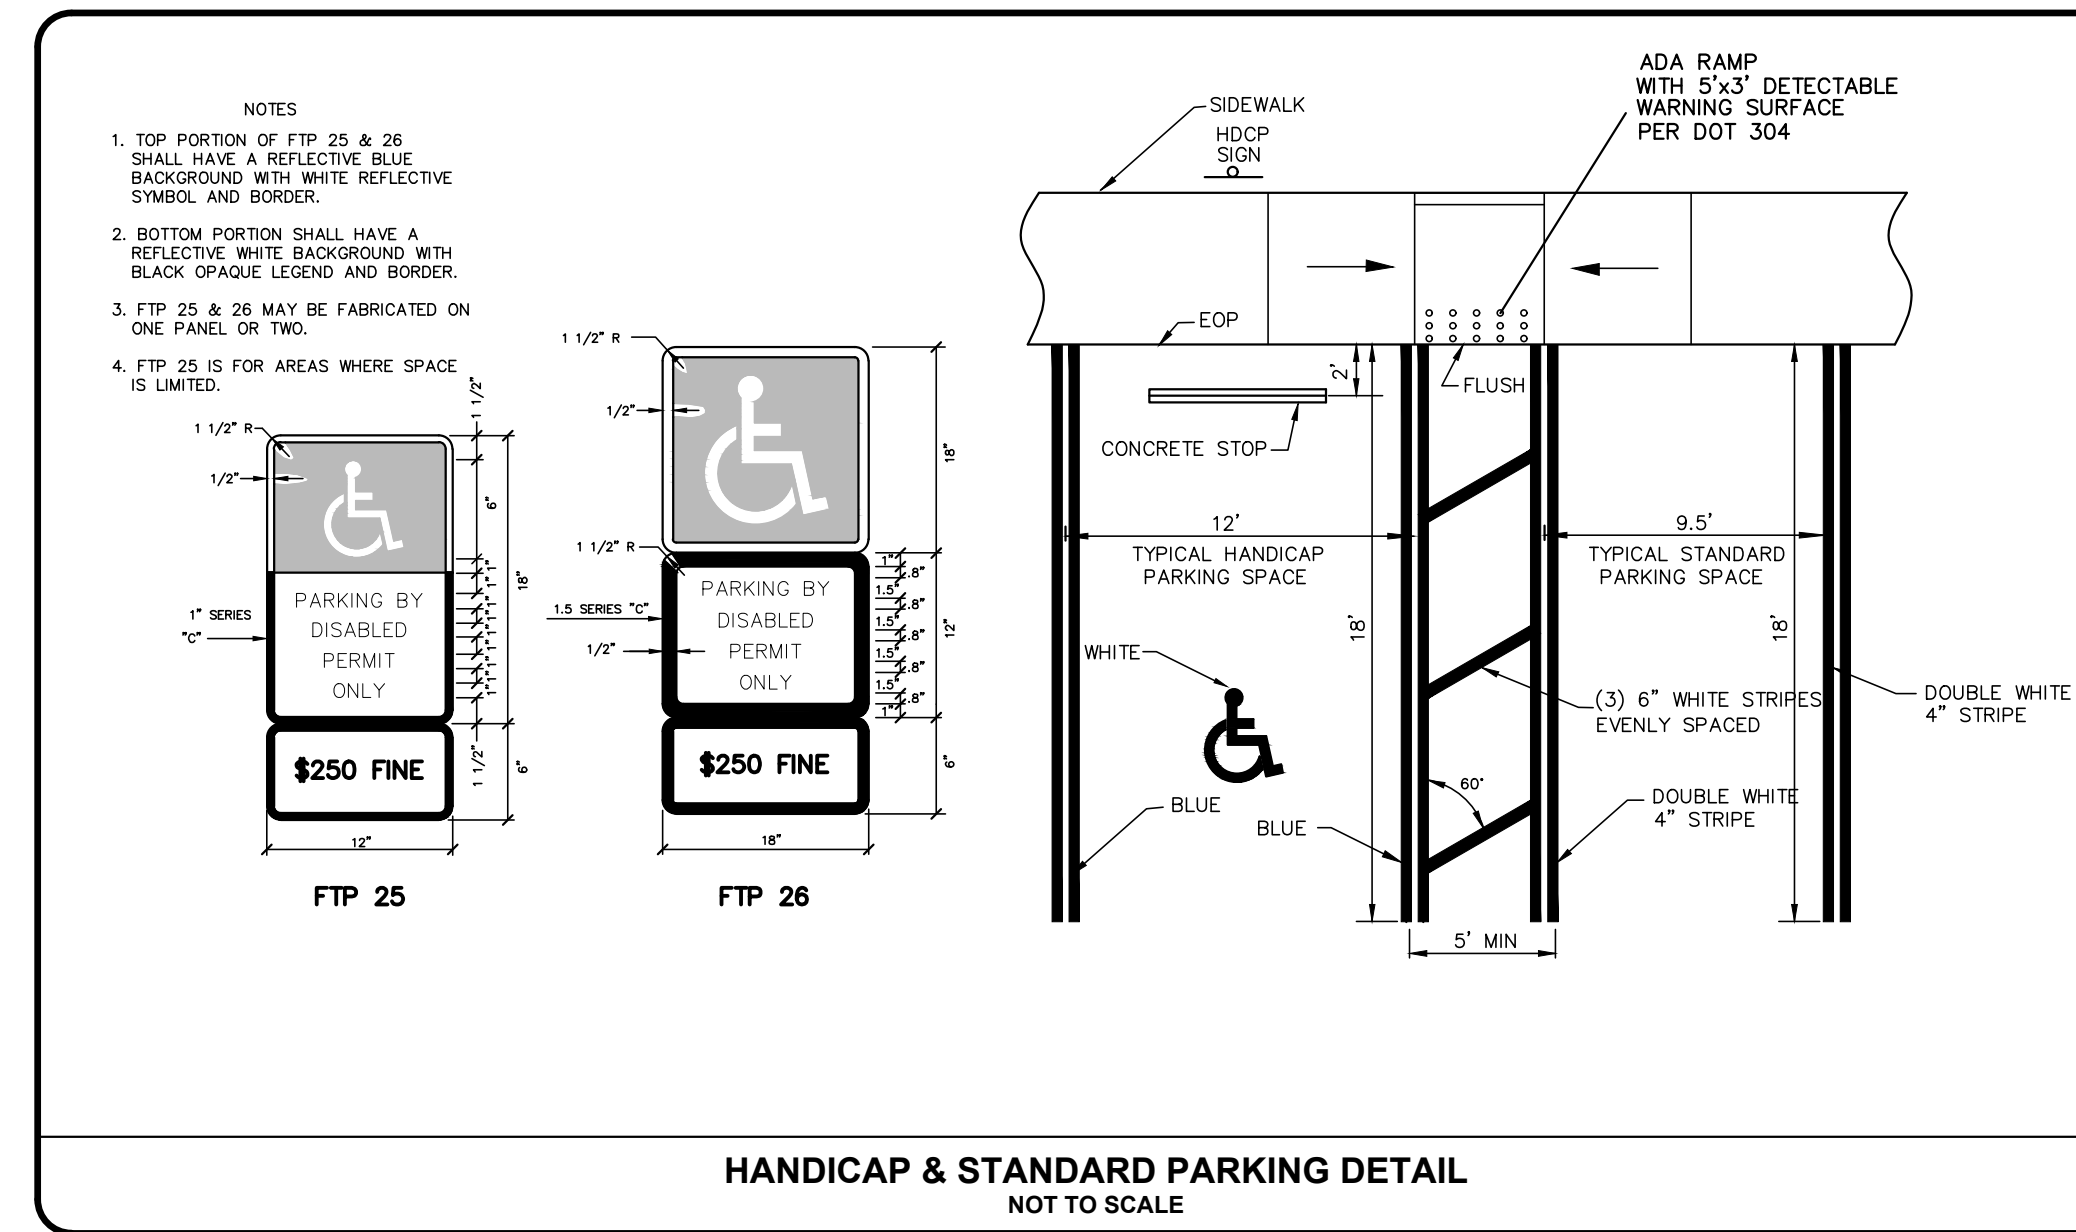 NOTES
1. TOP PORTION OF FTP 25 & 26
SHALL HAVE A REFLECTIVE BLUE
BACKGROUND WITH WHITE REFLECTIVE
SYMBOL AND BORDER.
2. BOTTOM PORTION SHALL HAVE A
REFLECTIVE WHITE BACKGROUND WITH
BLACK OPAQUE LEGEND AND BORDER.
3. FTP 25 & 26 MAY BE FABRICATED ON
ONE PANEL OR TWO.
4. FTP 25 IS FOR AREAS WHERE SPACE
IS LIMITED.
1 1/2" R
1/2"
1" SERIES
"C"
PARKING BY
DISABLED
PERMIT
ONLY
$250 FINE
1 1/2"
6"
1"
1"
1"
1"
1"
1"
1"
1"
1"
1 1/2"
18"
6"
12"
FTP 25
1 1/2" R
1/2"
1 1/2" R
1.5 SERIES "C"
1/2"
PARKING BY
DISABLED
PERMIT
ONLY
$250 FINE
1"
.8"
1.5"
.8"
1.5"
.8"
1.5"
.8"
1.5"
.8"
1"
18"
12"
6"
18"
FTP 26
SIDEWALK
HDCP
SIGN
ADA RAMP
WITH 5'x3' DETECTABLE
WARNING SURFACE
PER DOT 304
EOP
2'
FLUSH
CONCRETE STOP
12'
TYPICAL HANDICAP
PARKING SPACE
9.5'
TYPICAL STANDARD
PARKING SPACE
18'
18'
WHITE
(3) 6" WHITE STRIPES
EVENLY SPACED
DOUBLE WHITE
4" STRIPE
60°
BLUE
BLUE
DOUBLE WHITE
4" STRIPE
5' MIN
HANDICAP & STANDARD PARKING DETAIL
NOT TO SCALE